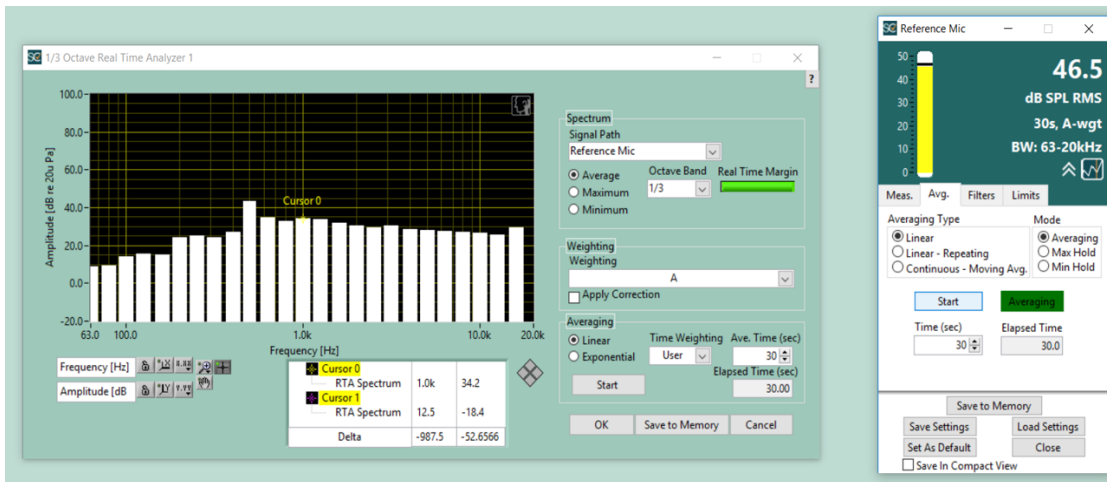 SC 1/3 Octave Real Time Analyzer 1
?
100.0
80.0
60.0
40.0
20.0
0.0
-20.0
Amplitude [dB re 20u Pa]
Cursor 0
63.0 100.0 1.0k 10.0k 20.0k
Frequency [Hz]
Frequency [Hz]
Amplitude [dB
Cursor 0
RTA Spectrum 1.0k 34.2
Cursor 1
RTA Spectrum 12.5 -18.4
Delta -987.5 -52.6566
Spectrum
Signal Path
Reference Mic
Average
Maximum
Minimum
Octave Band
1/3
Real Time Margin
Weighting
Weighting
A
Apply Correction
Averaging
Linear
Exponential
Time Weighting
User
Ave. Time (sec)
30
Elapsed Time (sec)
30.00
Start
OK Save to Memory Cancel
SC Reference Mic
50
40
30
20
10
0
46.5
dB SPL RMS
30s, A-wgt
BW: 63-20kHz
Meas. Avg. Filters Limits
Averaging Type
Linear
Linear - Repeating
Continuous - Moving Avg.
Mode
Averaging
Max Hold
Min Hold
Start Averaging
Time (sec) Elapsed Time
30 30.0
Save to Memory
Save Settings Load Settings
Set As Default Close
Save In Compact View